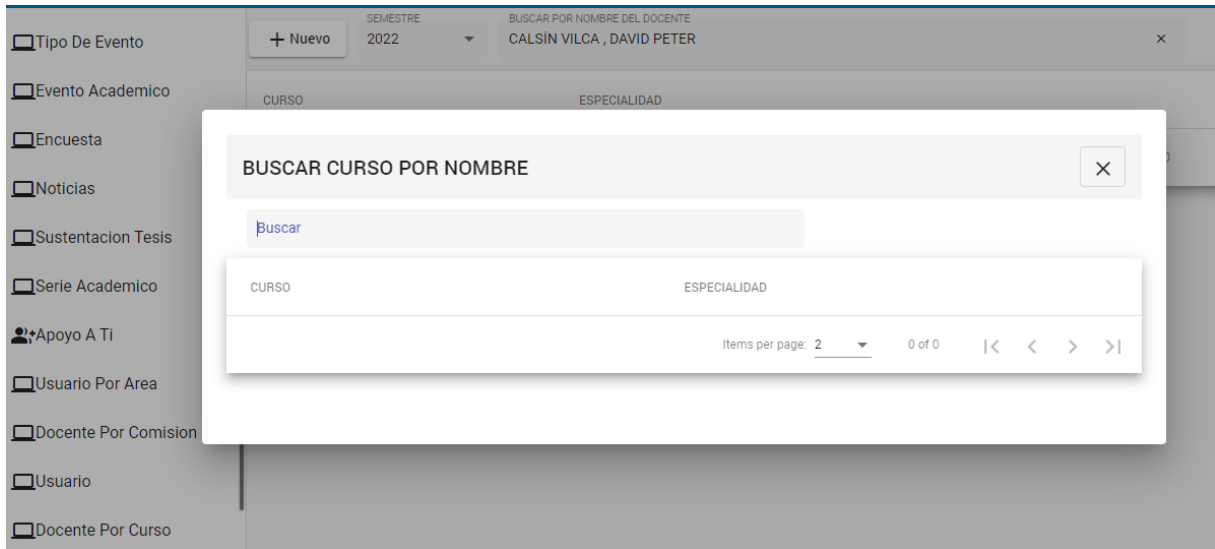 Tipo De Evento
Evento Academico
Encuesta
Noticias
Sustentacion Tesis
Serie Academico
Apoyo A Ti
Usuario Por Area
Docente Por Comision
Usuario
Docente Por Curso
+ Nuevo
SEMESTRE
2022
BUSCAR POR NOMBRE DEL DOCENTE
CALSÍN VILCA , DAVID PETER
×
CURSO ESPECIALIDAD
BUSCAR CURSO POR NOMBRE
Buscar
CURSO ESPECIALIDAD
Items per page: 2 0 of 0